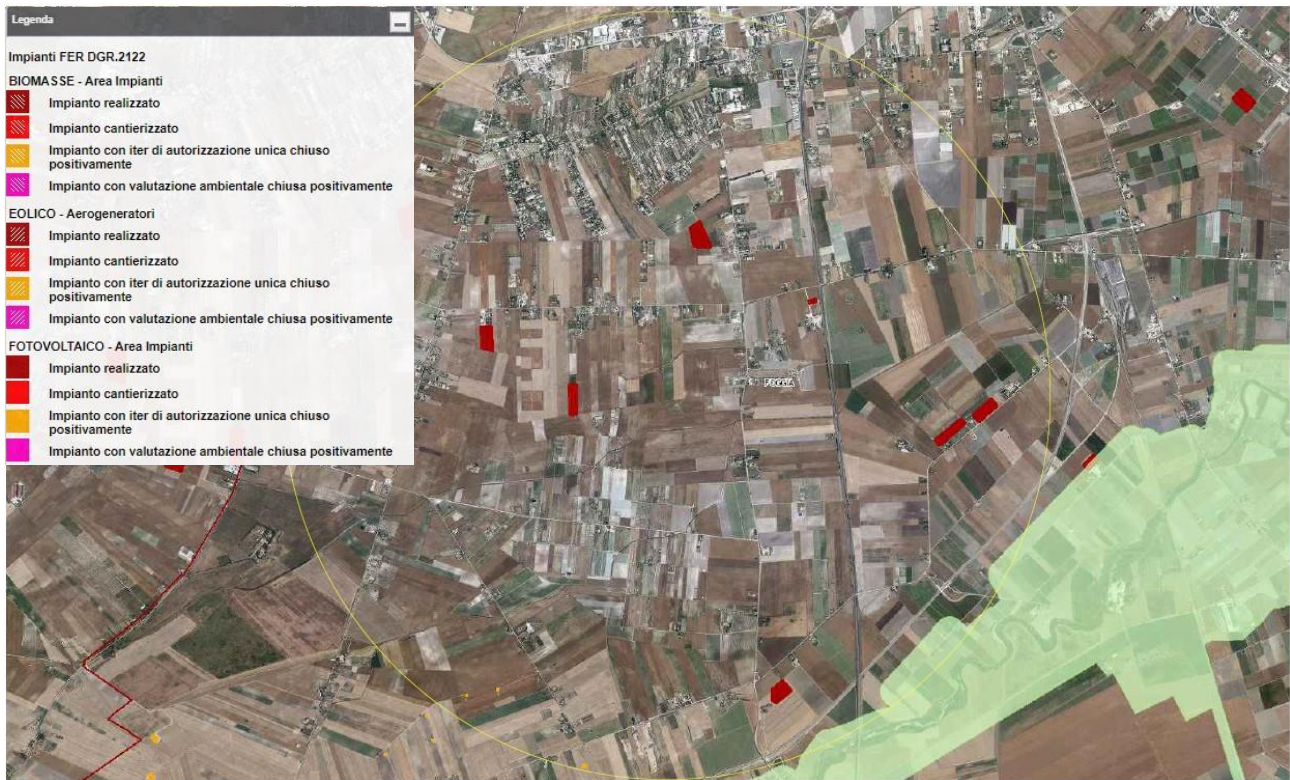 Legenda
Impianti FER DGR.2122
BIOMASSE - Area Impianti
Impianto realizzato
Impianto cantierizzato
Impianto con iter di autorizzazione unica chiuso
positivamente
Impianto con valutazione ambientale chiusa positivamente
EOLICO - Aerogeneratori
Impianto realizzato
Impianto cantierizzato
Impianto con iter di autorizzazione unica chiuso
positivamente
Impianto con valutazione ambientale chiusa positivamente
FOTOVOLTAICO - Area Impianti
Impianto realizzato
Impianto cantierizzato
Impianto con iter di autorizzazione unica chiuso
positivamente
Impianto con valutazione ambientale chiusa positivamente
FOGGIA